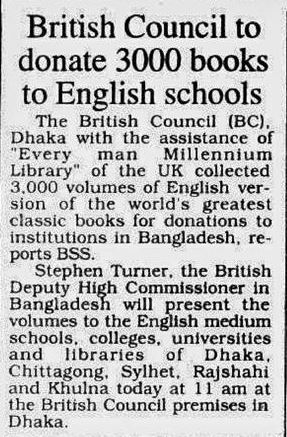 British Council to
donate 3000 books
to English schools
The British Council (BC),
Dhaka with the assistance of
"Every man Millennium
Library" of the UK collected
3,000 volumes of English ver-
sion of the world's greatest
classic books for donations to
institutions in Bangladesh, re-
ports BSS.
Stephen Turner, the British
Deputy High Commissioner in
Bangladesh will present the
volumes to the English medium
schools, colleges, universities
and libraries of Dhaka,
Chittagong, Sylhet, Rajshahi
and Khulna today at 11 am at
the British Council premises in
Dhaka.